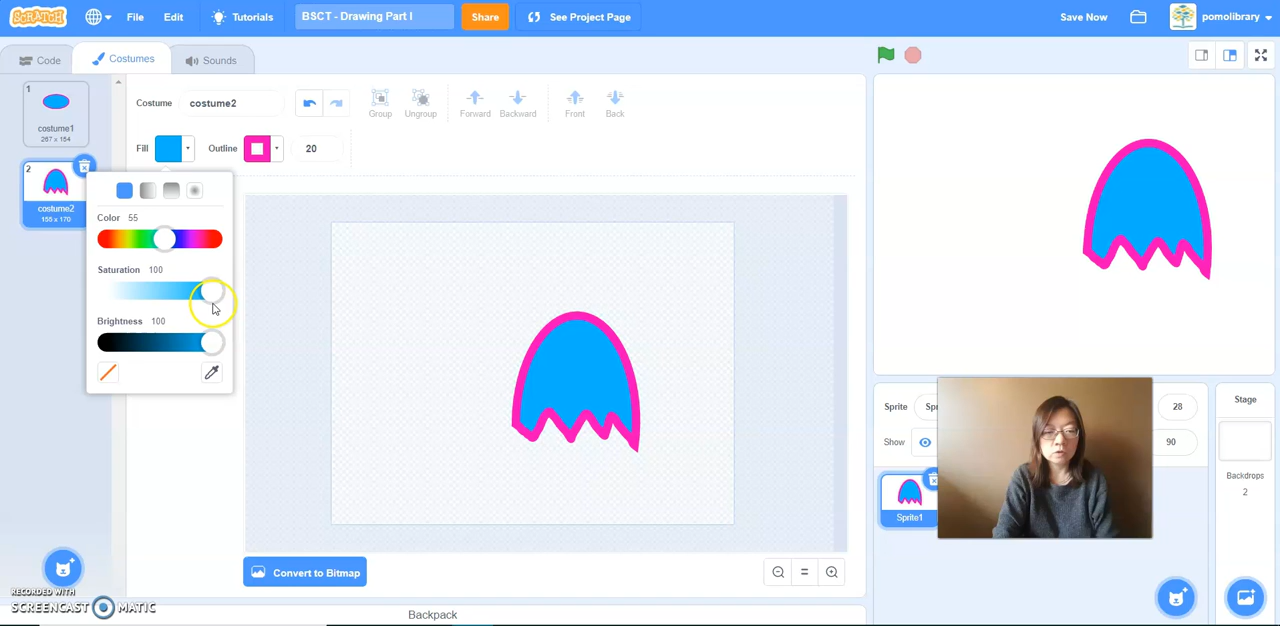 SCRATCH
File
Edit
Tutorials
BSCT - Drawing Part I
Share
See Project Page
Save Now
pomolibrary
Code
Costumes
Sounds
1
costume1
267 x 154
2
costume2
155 x 170
Costume
costume2
Group
Ungroup
Forward
Backward
Front
Back
Fill
Outline
20
Color 55
Saturation 100
Brightness 100
Convert to Bitmap
Backpack
Sprite
Spr
28
Show
90
Sprite1
Stage
Backdrops
2
RECORDED WITH
SCREENCAST MATIC